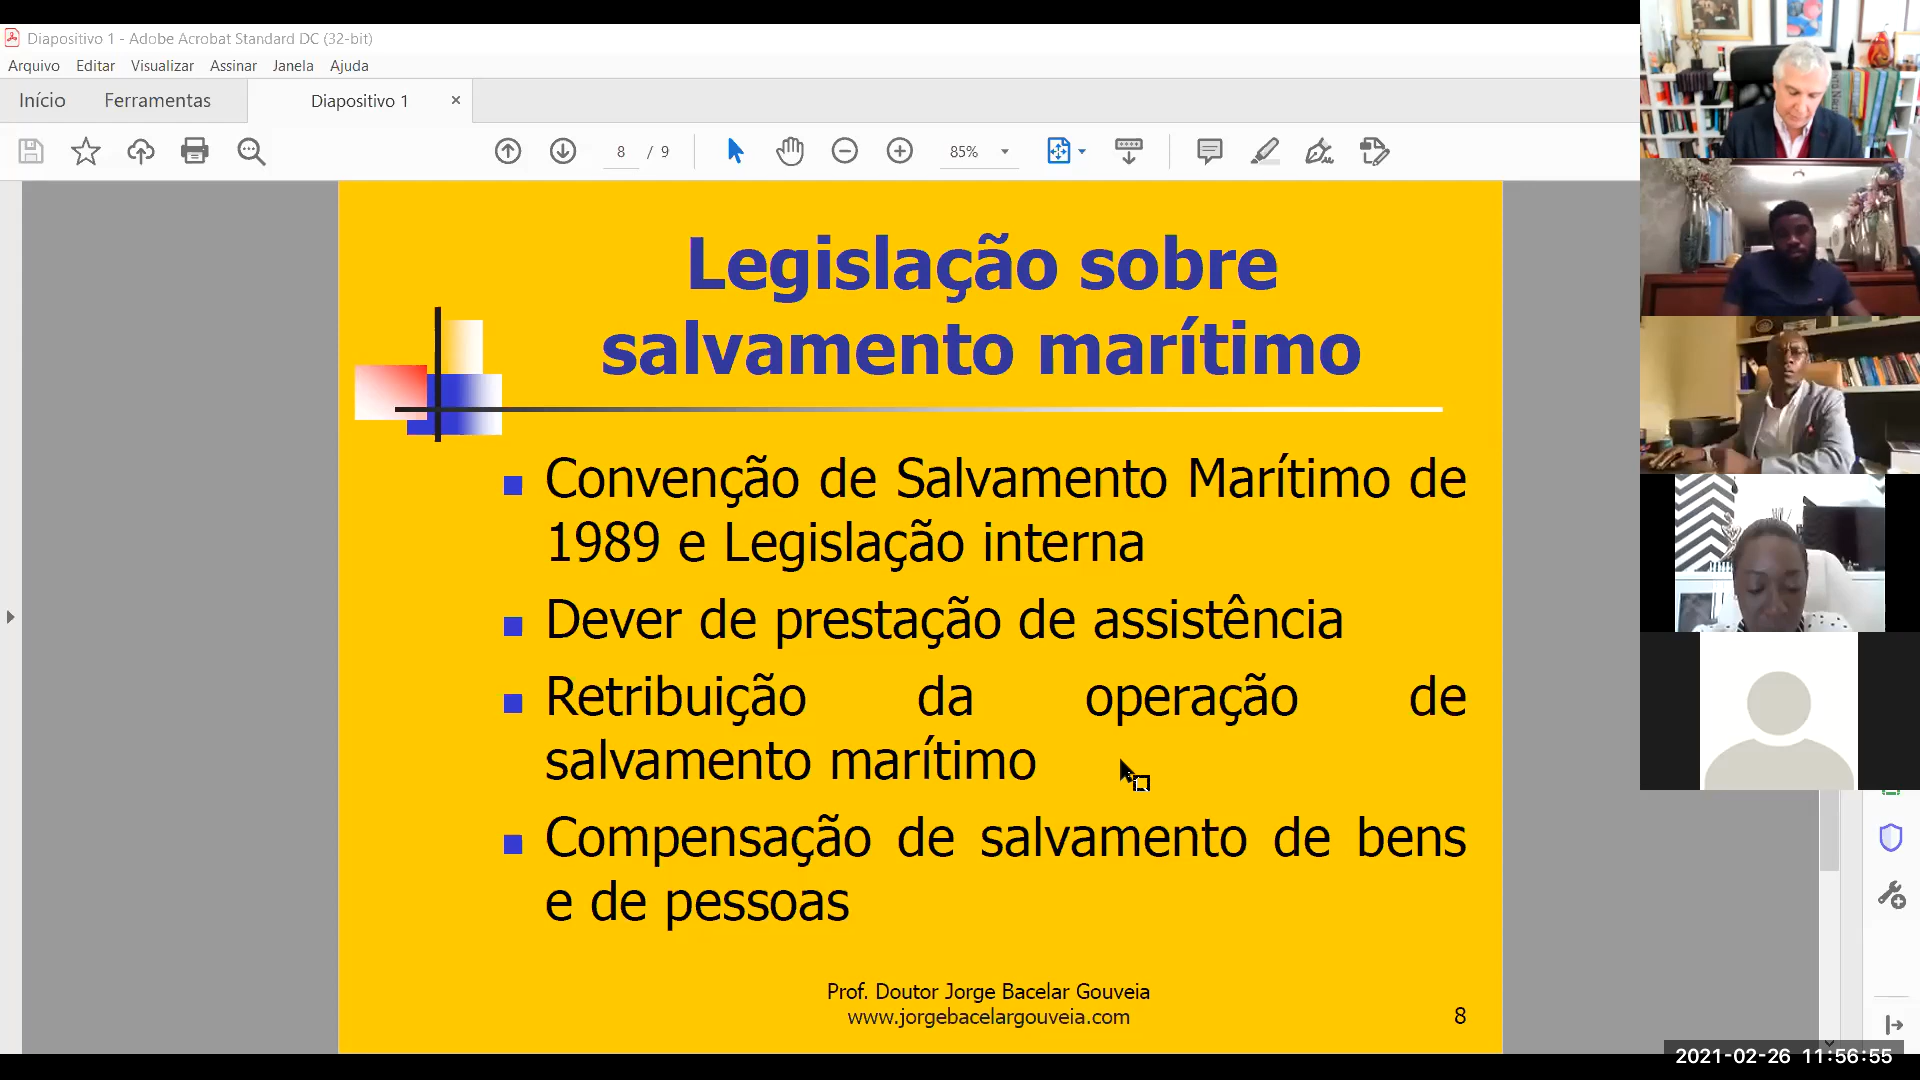 Diapositivo 1 - Adobe Acrobat Standard DC (32-bit)
Arquivo Editar Visualizar Assinar Janela Ajuda
Início Ferramentas Diapositivo 1 ×
8 / 9 85%
Legislação sobre
salvamento marítimo
Convenção de Salvamento Marítimo de
1989 e Legislação interna
Dever de prestação de assistência
Retribuição da operação de
salvamento marítimo
Compensação de salvamento de bens
e de pessoas
Prof. Doutor Jorge Bacelar Gouveia
www.jorgebacelargouveia.com
8
2021-02-26 11:56:55